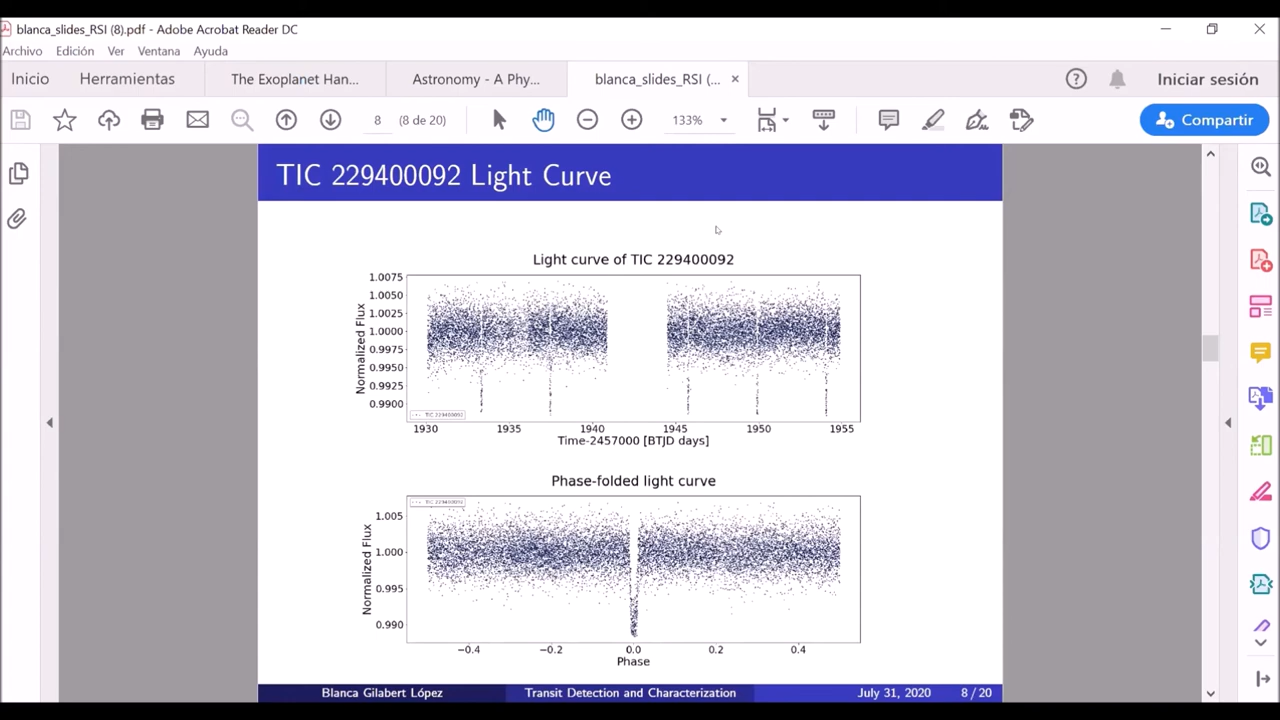 blanca_slides_RSI (8).pdf - Adobe Acrobat Reader DC
Archivo Edición Ver Ventana Ayuda
Inicio Herramientas The Exoplanet Han... Astronomy - A Phy... blanca_slides_RSI (... Iniciar sesión
8 (8 de 20) 133% Compartir
TIC 229400092 Light Curve
Light curve of TIC 229400092
Normalized Flux
1.0075
1.0050
1.0025
1.0000
0.9975
0.9950
0.9925
0.9900
TIC 229400092
1930 1935 1940 1945 1950 1955
Time-2457000 [BTJD days]
Phase-folded light curve
TIC 229400092
Normalized Flux
1.005
1.000
0.995
0.990
−0.4 −0.2 0.0 0.2 0.4
Phase
Blanca Gilabert López Transit Detection and Characterization July 31, 2020 8 / 20